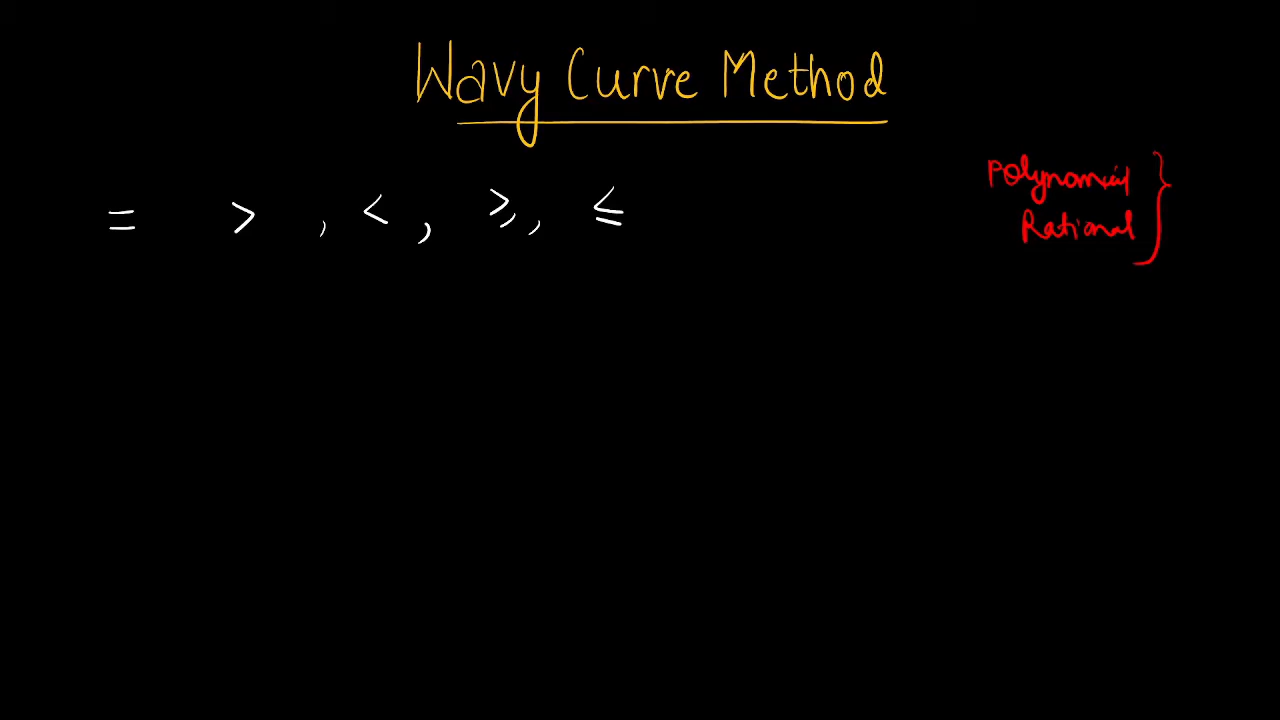 Wavy Curve Method
= > , < , ≥, , ≤
Polynomial
Rational }